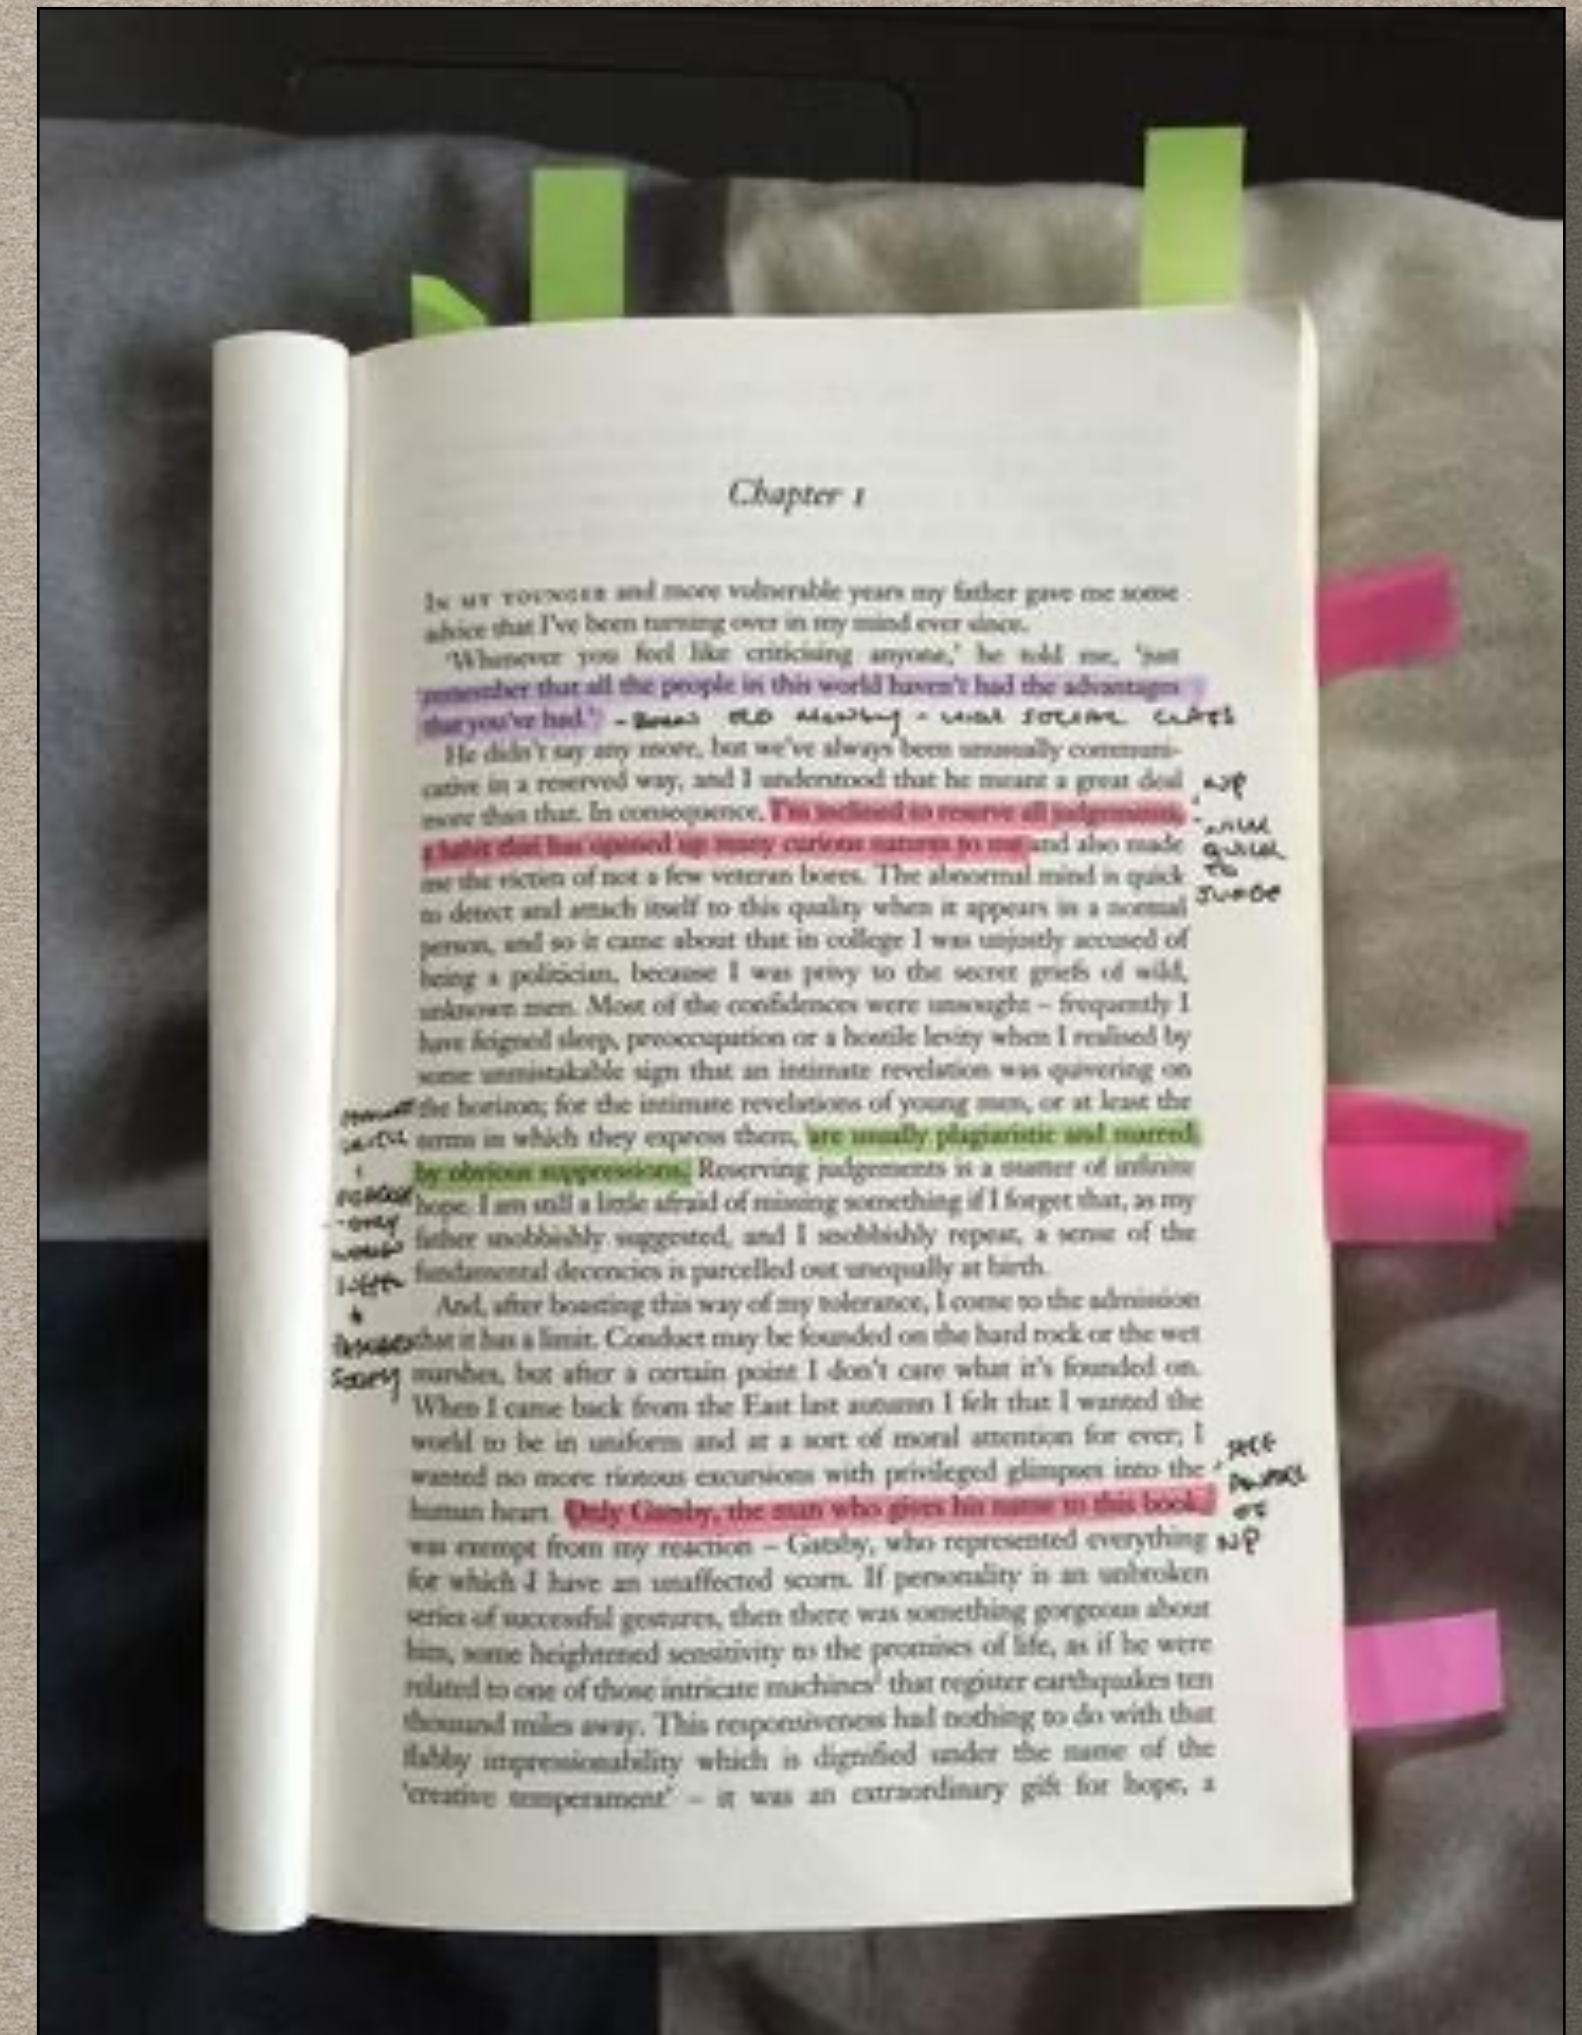 Chapter 1
IN MY YOUNGER and more vulnerable years my father gave me some
advice that I've been turning over in my mind ever since.
'Whenever you feel like criticising anyone,' he told me, 'just
remember that all the people in this world haven't had the advantages
that you've had.' - OLD MONEY - HIGH SOCIAL CLASS
He didn't say any more, but we've always been unusually communi-
cative in a reserved way, and I understood that he meant a great deal
NP
more than that. In consequence, I'm inclined to reserve all judgements,
a habit that has opened up many curious natures to me and also made
QUICK
TO
JUDGE
me the victim of not a few veteran bores. The abnormal mind is quick
to detect and attach itself to this quality when it appears in a normal
person, and so it came about that in college I was unjustly accused of
being a politician, because I was privy to the secret griefs of wild,
unknown men. Most of the confidences were unsought – frequently I
have feigned sleep, preoccupation or a hostile levity when I realised by
some unmistakable sign that an intimate revelation was quivering on
the horizon; for the intimate revelations of young men, or at least the
terms in which they express them, are usually plagiaristic and marred
by obvious suppressions. Reserving judgements is a matter of infinite
hope. I am still a little afraid of missing something if I forget that, as my
father snobbishly suggested, and I snobbishly repeat, a sense of the
fundamental decencies is parcelled out unequally at birth.
SOCIETY
And, after boasting this way of my tolerance, I come to the admission
that it has a limit. Conduct may be founded on the hard rock or the wet
marshes, but after a certain point I don't care what it's founded on.
When I came back from the East last autumn I felt that I wanted the
world to be in uniform and at a sort of moral attention for ever; I
wanted no more riotous excursions with privileged glimpses into the
human heart. Only Gatsby, the man who gives his name to this book,
OF
NP
was exempt from my reaction – Gatsby, who represented everything
for which I have an unaffected scorn. If personality is an unbroken
series of successful gestures, then there was something gorgeous about
him, some heightened sensitivity to the promises of life, as if he were
related to one of those intricate machines¹ that register earthquakes ten
thousand miles away. This responsiveness had nothing to do with that
flabby impressionability which is dignified under the name of the
'creative temperament' – it was an extraordinary gift for hope, a